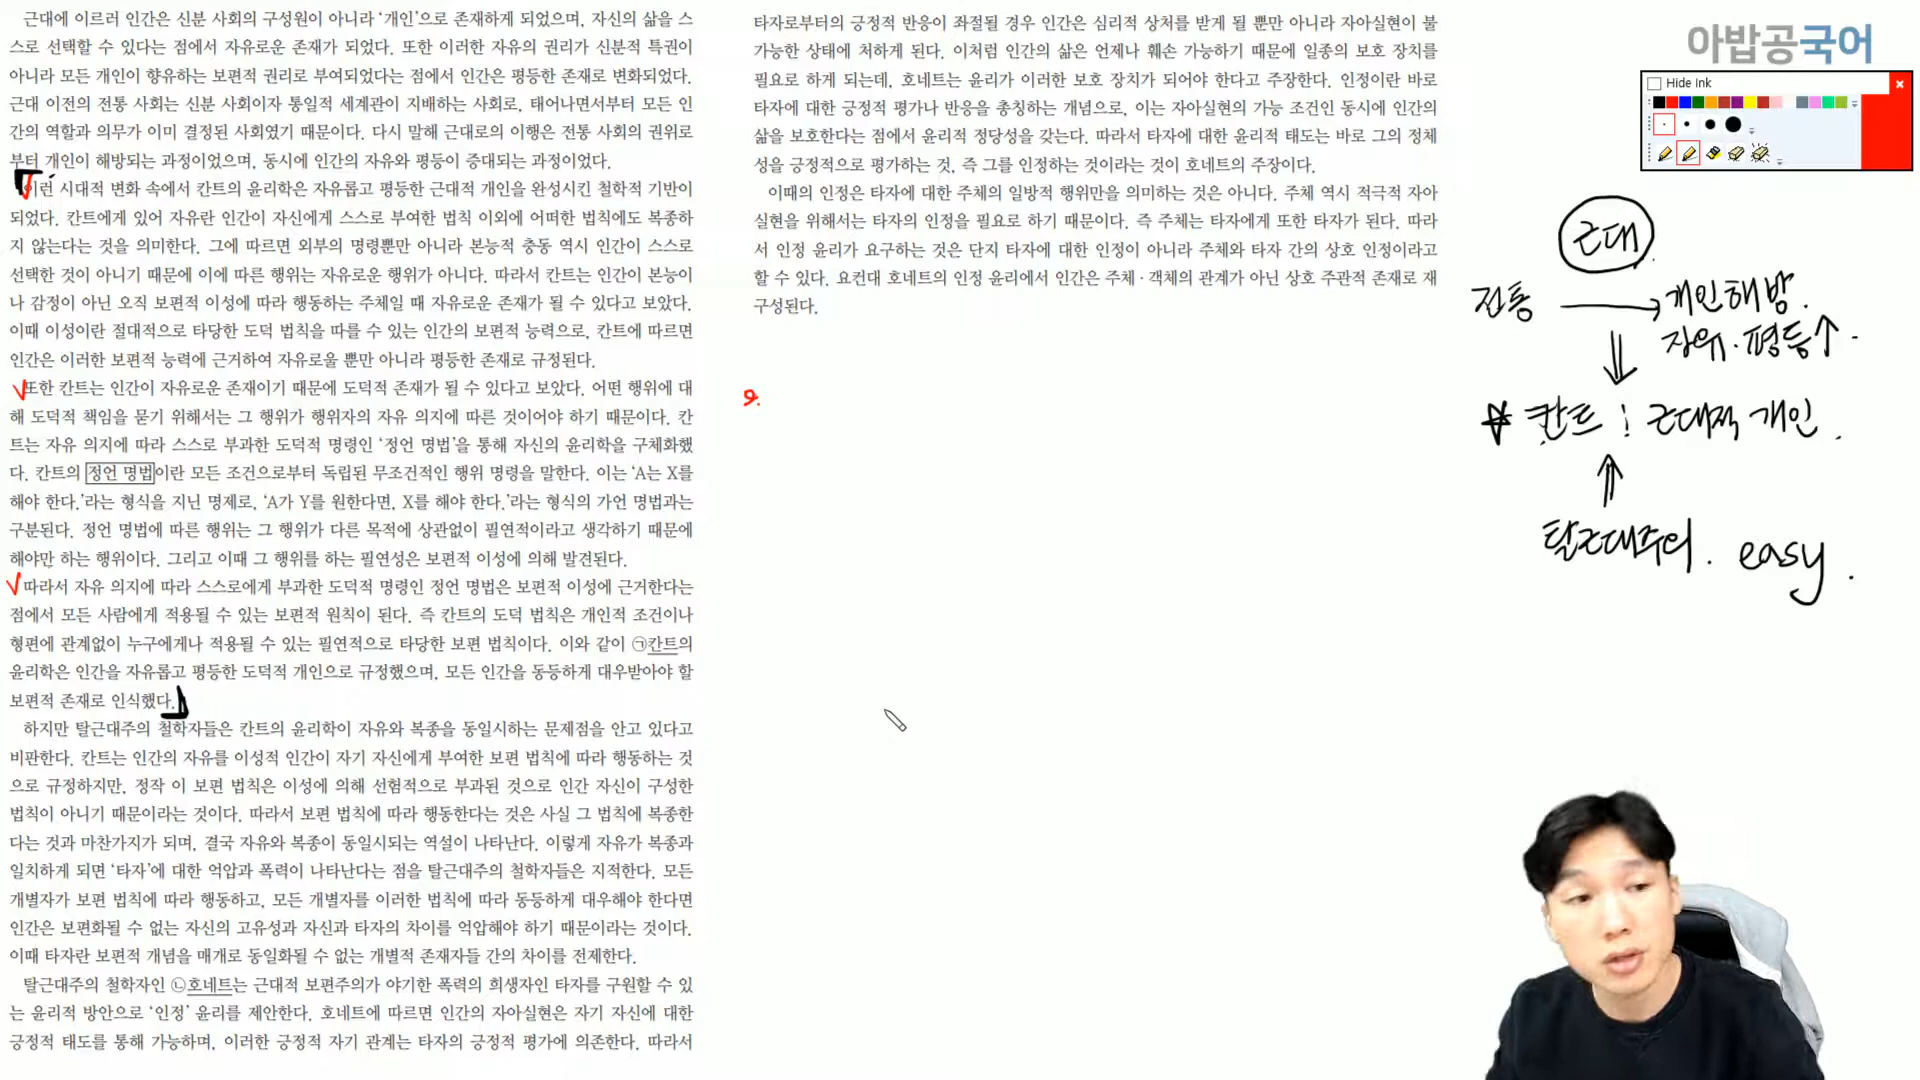 근대에 이르러 인간은 신분 사회의 구성원이 아니라 ‘개인’으로 존재하게 되었으며, 자신의 삶을 스
스로 선택할 수 있다는 점에서 자유로운 존재가 되었다. 또한 이러한 자유의 권리가 신분적 특권이
아니라 모든 개인이 향유하는 보편적 권리로 부여되었다는 점에서 인간은 평등한 존재로 변화되었다.
근대 이전의 전통 사회는 신분 사회이자 통일적 세계관이 지배하는 사회로, 태어나면서부터 모든 인
간의 역할과 의무가 이미 결정된 사회였기 때문이다. 다시 말해 근대로의 이행은 전통 사회의 권위로
부터 개인이 해방되는 과정이었으며, 동시에 인간의 자유와 평등이 증대되는 과정이었다.
이런 시대적 변화 속에서 칸트의 윤리학은 자유롭고 평등한 근대적 개인을 완성시킨 철학적 기반이
되었다. 칸트에게 있어 자유란 인간이 자신에게 스스로 부여한 법칙 이외에 어떠한 법칙에도 복종하
지 않는다는 것을 의미한다. 그에 따르면 외부의 명령뿐만 아니라 본능적 충동 역시 인간이 스스로
선택한 것이 아니기 때문에 이에 따른 행위는 자유로운 행위가 아니다. 따라서 칸트는 인간이 본능이
나 감정이 아닌 오직 보편적 이성에 따라 행동하는 주체일 때 자유로운 존재가 될 수 있다고 보았다.
이때 이성이란 절대적으로 타당한 도덕 법칙을 따를 수 있는 인간의 보편적 능력으로, 칸트에 따르면
인간은 이러한 보편적 능력에 근거하여 자유로울 뿐만 아니라 평등한 존재로 규정된다.
또한 칸트는 인간이 자유로운 존재이기 때문에 도덕적 존재가 될 수 있다고 보았다. 어떤 행위에 대
해 도덕적 책임을 묻기 위해서는 그 행위가 행위자의 자유 의지에 따른 것이어야 하기 때문이다. 칸
트는 자유 의지에 따라 스스로 부과한 도덕적 명령인 ‘정언 명법’을 통해 자신의 윤리학을 구체화했
다. 칸트의 정언 명법이란 모든 조건으로부터 독립된 무조건적인 행위 명령을 말한다. 이는 ‘A는 X를
해야 한다.’라는 형식을 지닌 명제로, ‘A가 Y를 원한다면, X를 해야 한다.’라는 형식의 가언 명법과는
구분된다. 정언 명법에 따른 행위는 그 행위가 다른 목적에 상관없이 필연적이라고 생각하기 때문에
해야만 하는 행위이다. 그리고 이때 그 행위를 하는 필연성은 보편적 이성에 의해 발견된다.
따라서 자유 의지에 따라 스스로에게 부과한 도덕적 명령인 정언 명법은 보편적 이성에 근거한다는
점에서 모든 사람에게 적용될 수 있는 보편적 원칙이 된다. 즉 칸트의 도덕 법칙은 개인적 조건이나
형편에 관계없이 누구에게나 적용될 수 있는 필연적으로 타당한 보편 법칙이다. 이와 같이 ㉠칸트의
윤리학은 인간을 자유롭고 평등한 도덕적 개인으로 규정했으며, 모든 인간을 동등하게 대우받아야 할
보편적 존재로 인식했다.
하지만 탈근대주의 철학자들은 칸트의 윤리학이 자유와 복종을 동일시하는 문제점을 안고 있다고
비판한다. 칸트는 인간의 자유를 이성적 인간이 자기 자신에게 부여한 보편 법칙에 따라 행동하는 것
으로 규정하지만, 정작 이 보편 법칙은 이성에 의해 선험적으로 부과된 것으로 인간 자신이 구성한
법칙이 아니기 때문이라는 것이다. 따라서 보편 법칙에 따라 행동한다는 것은 사실 그 법칙에 복종한
다는 것과 마찬가지가 되며, 결국 자유와 복종이 동일시되는 역설이 나타난다. 이렇게 자유가 복종과
일치하게 되면 ‘타자’에 대한 억압과 폭력이 나타난다는 점을 탈근대주의 철학자들은 지적한다. 모든
개별자가 보편 법칙에 따라 행동하고, 모든 개별자를 이러한 법칙에 따라 동등하게 대우해야 한다면
인간은 보편화될 수 없는 자신의 고유성과 자신과 타자의 차이를 억압해야 하기 때문이라는 것이다.
이때 타자란 보편적 개념을 매개로 동일화될 수 없는 개별적 존재자들 간의 차이를 전제한다.
탈근대주의 철학자인 ㉡호네트는 근대적 보편주의가 야기한 폭력의 희생자인 타자를 구원할 수 있
는 윤리적 방안으로 ‘인정’ 윤리를 제안한다. 호네트에 따르면 인간의 자아실현은 자기 자신에 대한
긍정적 태도를 통해 가능하며, 이러한 긍정적 자기 관계는 타자의 긍정적 평가에 의존한다. 따라서
타자로부터의 긍정적 반응이 좌절될 경우 인간은 심리적 상처를 받게 될 뿐만 아니라 자아실현이 불
가능한 상태에 처하게 된다. 이처럼 인간의 삶은 언제나 훼손 가능하기 때문에 일종의 보호 장치를
필요로 하게 되는데, 호네트는 윤리가 이러한 보호 장치가 되어야 한다고 주장한다. 인정이란 바로
타자에 대한 긍정적 평가나 반응을 총칭하는 개념으로, 이는 자아실현의 가능 조건인 동시에 인간의
삶을 보호한다는 점에서 윤리적 정당성을 갖는다. 따라서 타자에 대한 윤리적 태도는 바로 그의 정체
성을 긍정적으로 평가하는 것, 즉 그를 인정하는 것이라는 것이 호네트의 주장이다.
이때의 인정은 타자에 대한 주체의 일방적 행위만을 의미하는 것은 아니다. 주체 역시 적극적 자아
실현을 위해서는 타자의 인정을 필요로 하기 때문이다. 즉 주체는 타자에게 또한 타자가 된다. 따라
서 인정 윤리가 요구하는 것은 단지 타자에 대한 인정이 아니라 주체와 타자 간의 상호 인정이라고
할 수 있다. 요컨대 호네트의 인정 윤리에서 인간은 주체·객체의 관계가 아닌 상호 주관적 존재로 재
구성된다.
9.
아밥공국어
Hide Ink
근대
전통 → 개인해방.
자유·평등↑.
칸트 : 근대적 개인.
탈근대주의. easy.